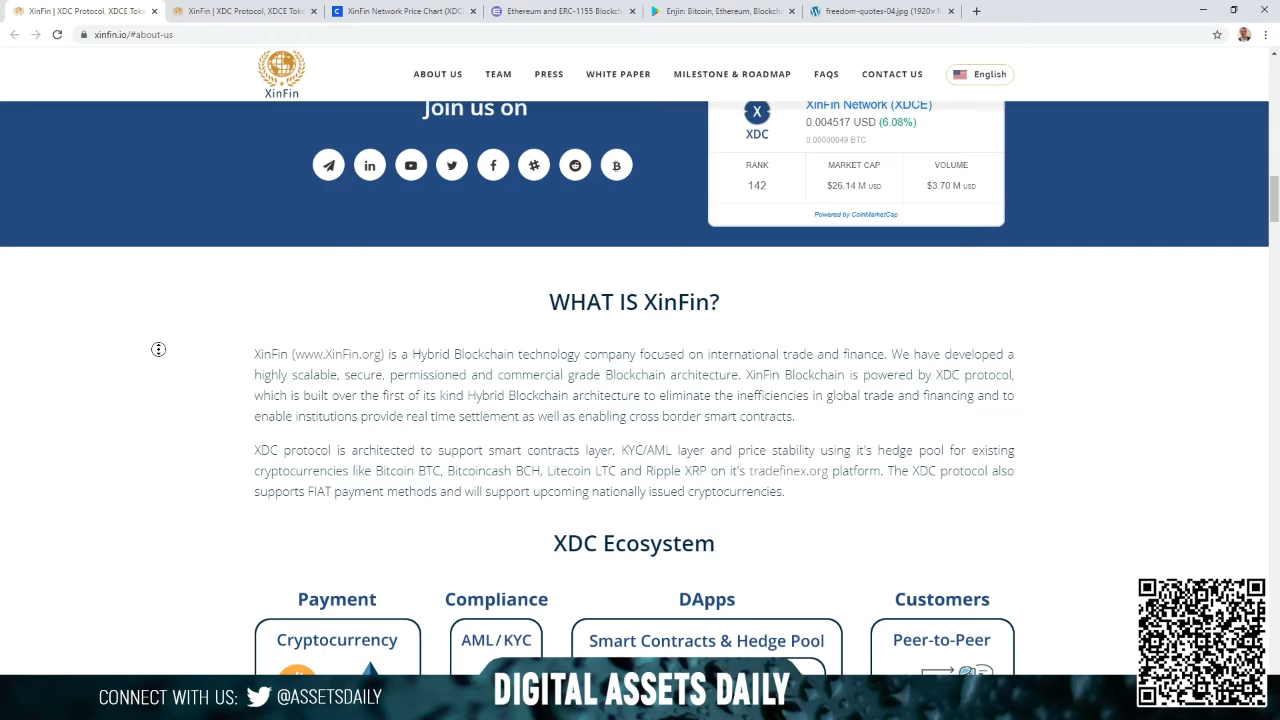 XinFin | XDC Protocol, XDCE Toke
XinFin | XDC Protocol, XDCE Tok
XinFin Network Price Chart (XDC)
Ethereum and ERC-1155 Blockch
Enjin: Bitcoin, Ethereum, Blockcha
freedom-quotes-04.jpg (1920×10
xinfin.io/#about-us
XinFin
ABOUT US
TEAM
PRESS
WHITE PAPER
MILESTONE & ROADMAP
FAQS
CONTACT US
English
Join us on
XinFin Network (XDCE)
0.004517 USD (6.08%)
0.00000049 BTC
X
XDC
RANK
MARKET CAP
VOLUME
142
$26.14 M USD
$3.70 M USD
Powered by CoinMarketCap
WHAT IS XinFin?
XinFin (www.XinFin.org) is a Hybrid Blockchain technology company focused on international trade and finance. We have developed a
highly scalable, secure, permissioned and commercial grade Blockchain architecture. XinFin Blockchain is powered by XDC protocol,
which is built over the first of its kind Hybrid Blockchain architecture to eliminate the inefficiencies in global trade and financing and to
enable institutions provide real time settlement as well as enabling cross border smart contracts.
XDC protocol is architected to support smart contracts layer, KYC/AML layer and price stability using it's hedge pool for existing
cryptocurrencies like Bitcoin BTC, Bitcoincash BCH, Litecoin LTC and Ripple XRP on it's tradefinex.org platform. The XDC protocol also
supports FIAT payment methods and will support upcoming nationally issued cryptocurrencies.
XDC Ecosystem
Payment
Compliance
DApps
Customers
Cryptocurrency
AML/KYC
Smart Contracts & Hedge Pool
Peer-to-Peer
CONNECT WITH US: @ASSETSDAILY
DIGITAL ASSETS DAILY